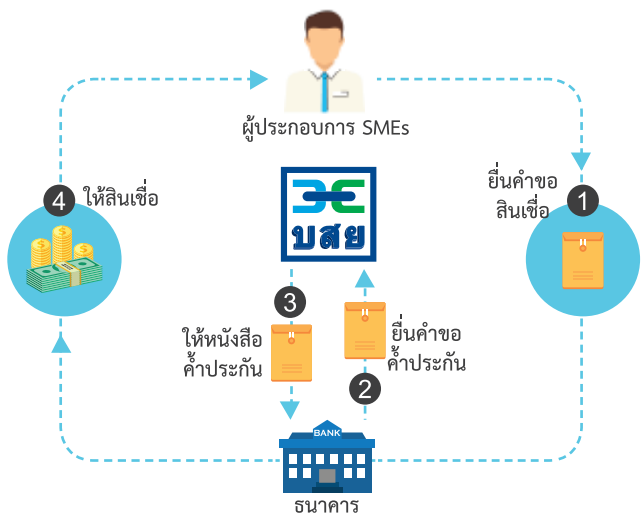 ผู้ประกอบการ SMEs
4 ให้สินเชื่อ
ยื่นคำขอ
สินเชื่อ
1
บสย
3
ให้หนังสือ
ค้ำประกัน
ยื่นคำขอ
ค้ำประกัน
2
BANK
ธนาคาร